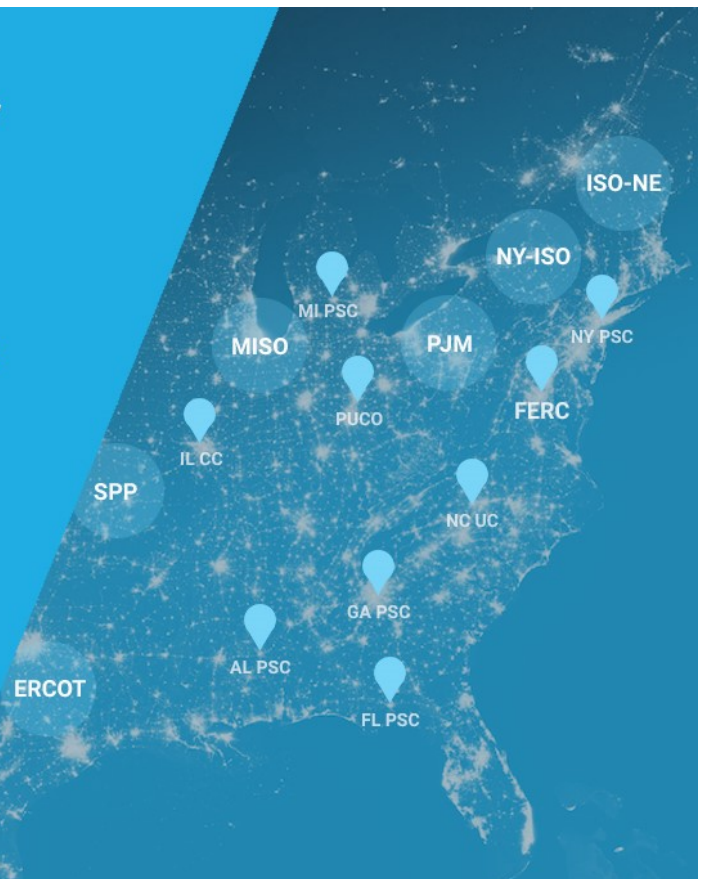 ISO-NE
NY-ISO
MI PSC
NY PSC
MISO
PJM
PUCO
FERC
IL CC
SPP
NC UC
GA PSC
AL PSC
ERCOT
FL PSC